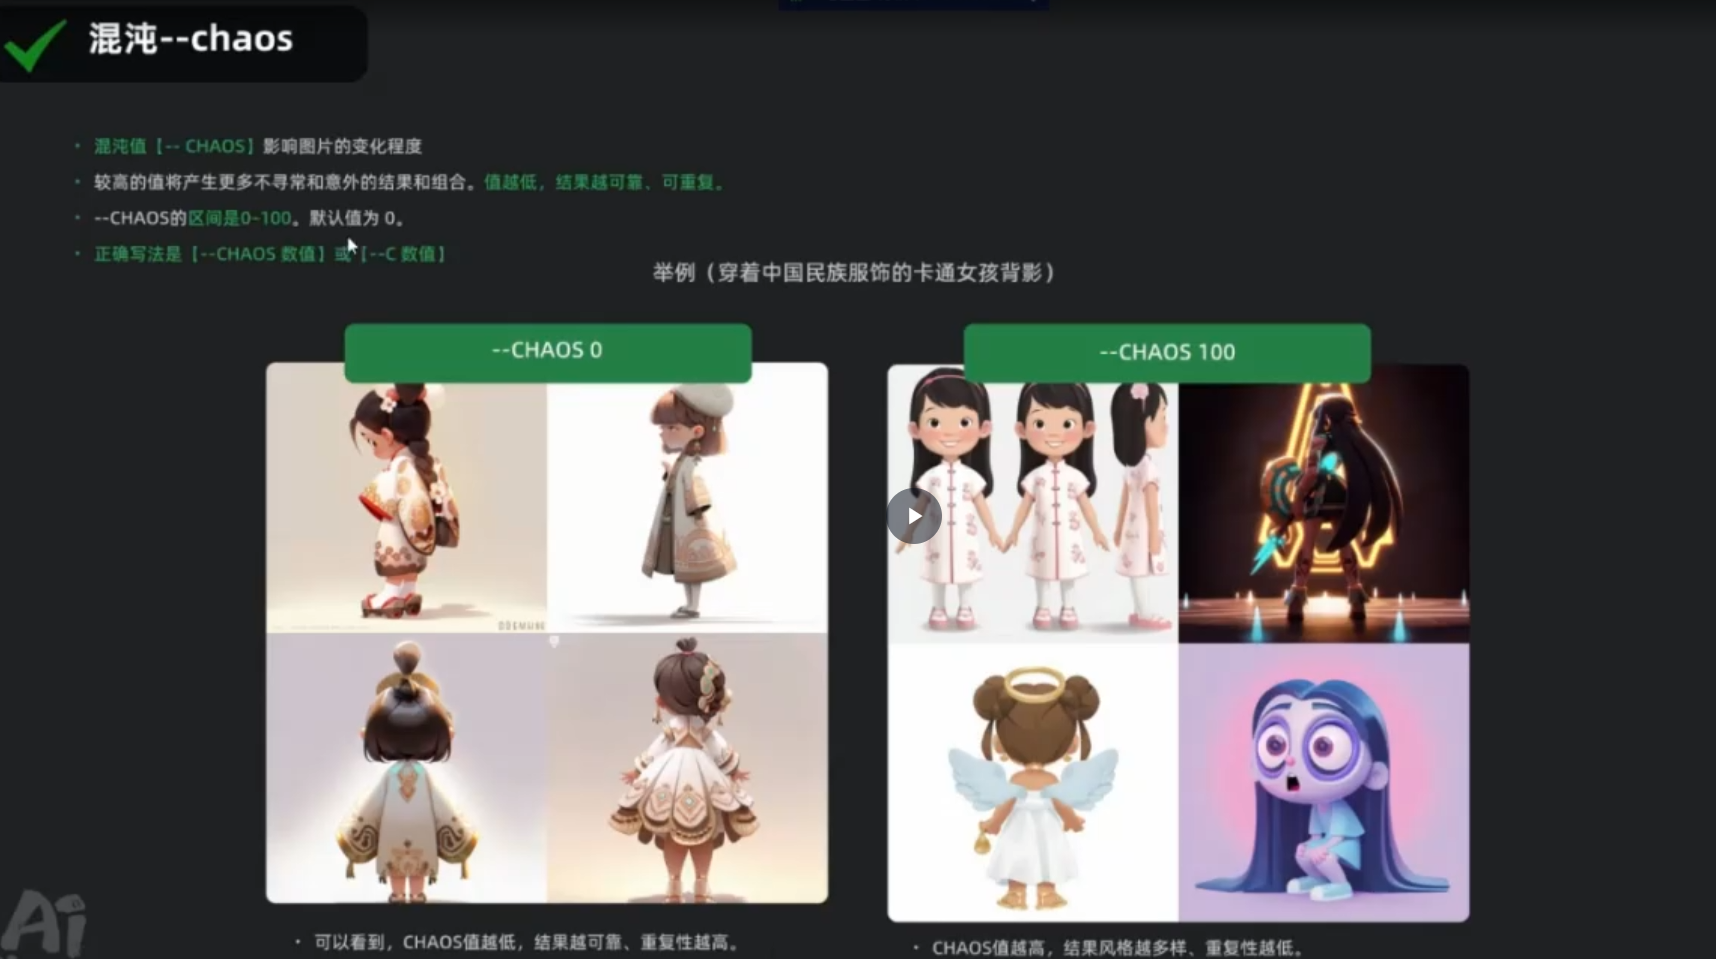 混沌--chaos
· 混沌值【-- CHAOS】影响图片的变化程度
· 较高的值将产生更多不寻常和意外的结果和组合。值越低，结果越可靠、可重复。
· --CHAOS的区间是0-100。默认值为 0。
· 正确写法是【--CHAOS 数值】或【--C 数值】
举例（穿着中国民族服饰的卡通女孩背影）
--CHAOS 0
--CHAOS 100
· 可以看到，CHAOS值越低，结果越可靠、重复性越高。
· CHAOS值越高，结果风格越多样、重复性越低。
Ai